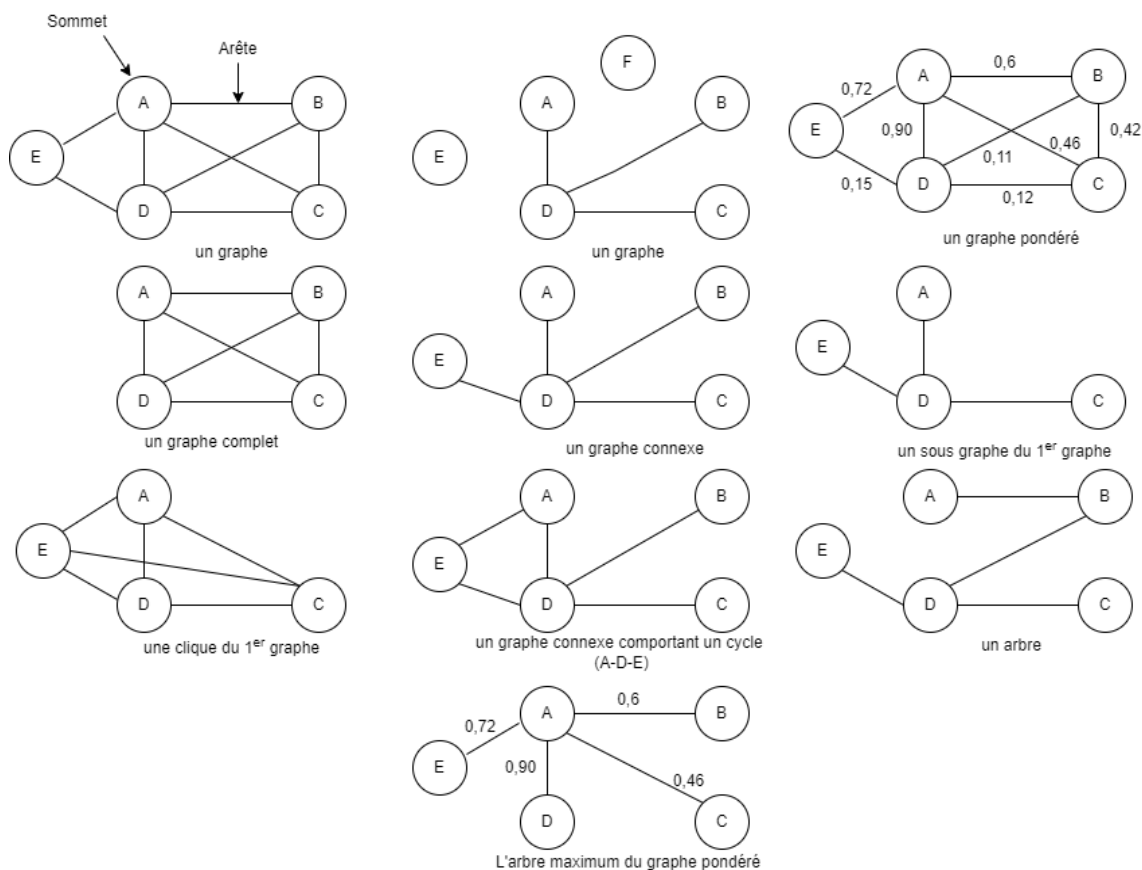 Sommet
Arête
A
B
E
D
C
un graphe
F
A
B
E
D
C
un graphe
A
0,6
B
0,72
E
0,90
0,46
0,42
0,11
0,15
D
0,12
C
un graphe pondéré
A
B
D
C
un graphe complet
A
B
E
D
C
un graphe connexe
A
E
D
C
un sous graphe du 1er graphe
A
E
D
C
une clique du 1er graphe
A
B
E
D
C
un graphe connexe comportant un cycle
(A-D-E)
A
B
E
D
C
un arbre
A
0,6
B
0,72
E
0,90
0,46
D
C
L'arbre maximum du graphe pondéré